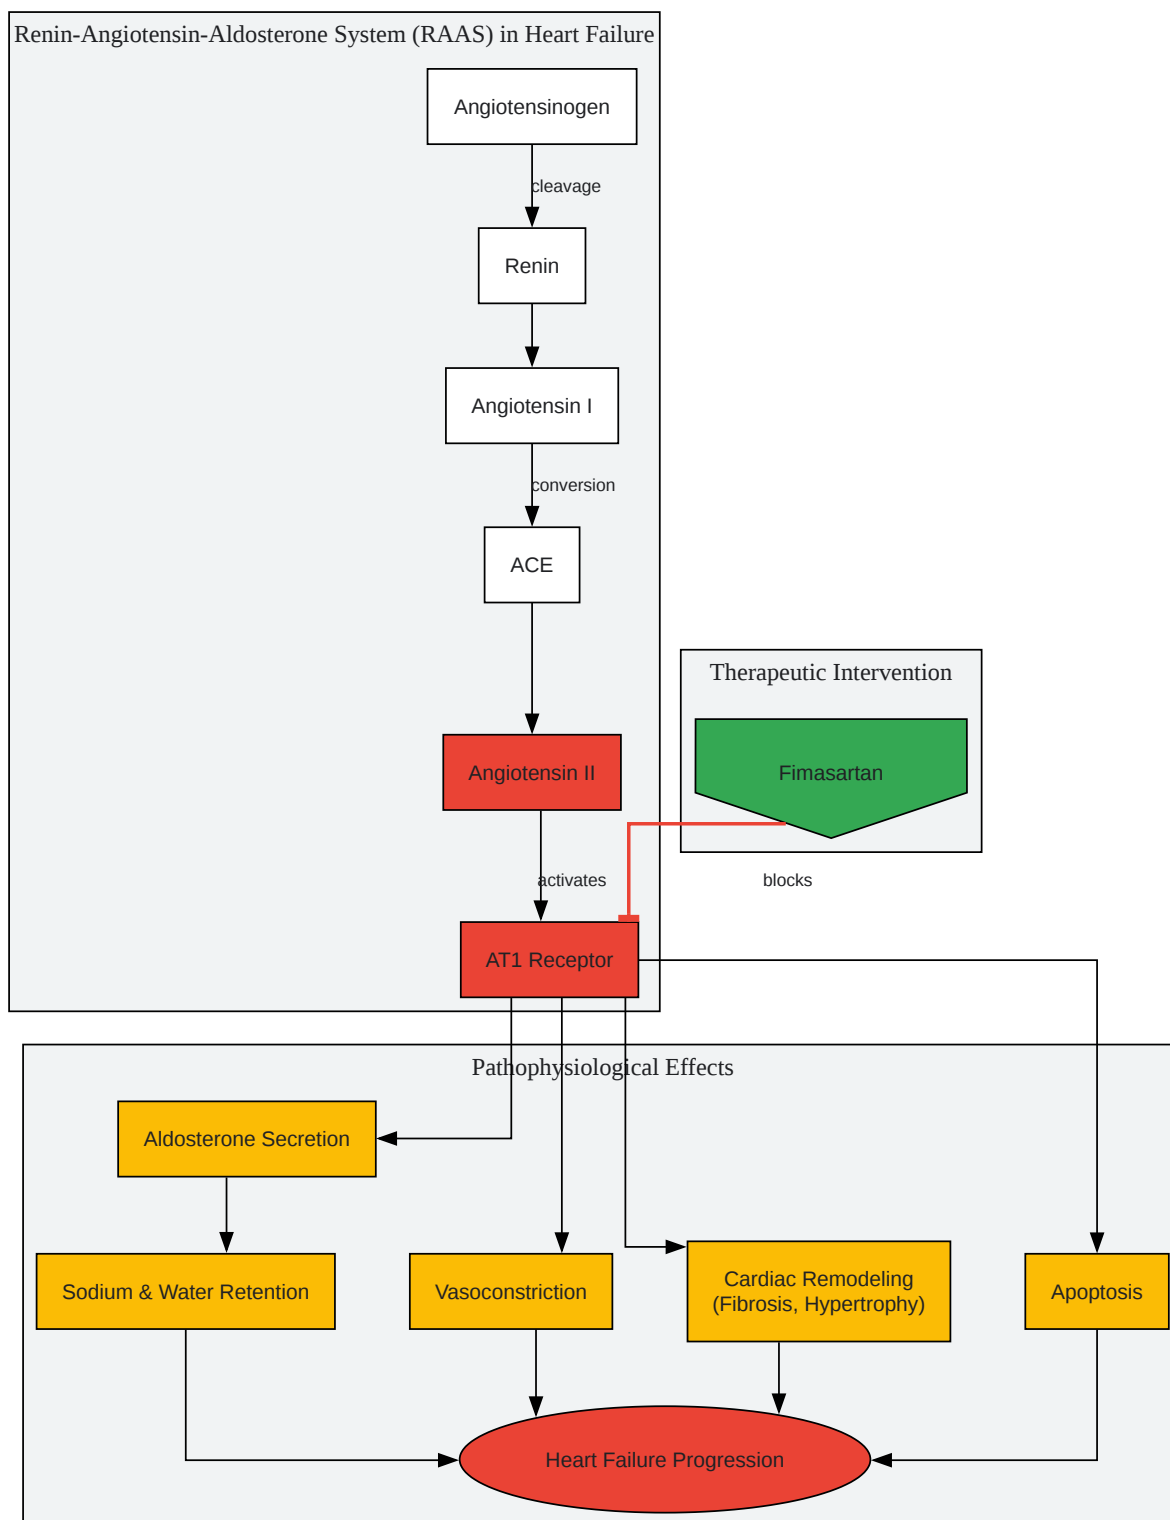 Renin-Angiotensin-Aldosterone System (RAAS) in Heart Failure
Angiotensinogen
cleavage
Renin
Angiotensin I
conversion
ACE
Therapeutic Intervention
Angiotensin II
Fimasartan
activates
blocks
AT1 Receptor
Pathophysiological Effects
Aldosterone Secretion
Sodium & Water Retention
Vasoconstriction
Cardiac Remodeling
(Fibrosis, Hypertrophy)
Apoptosis
Heart Failure Progression